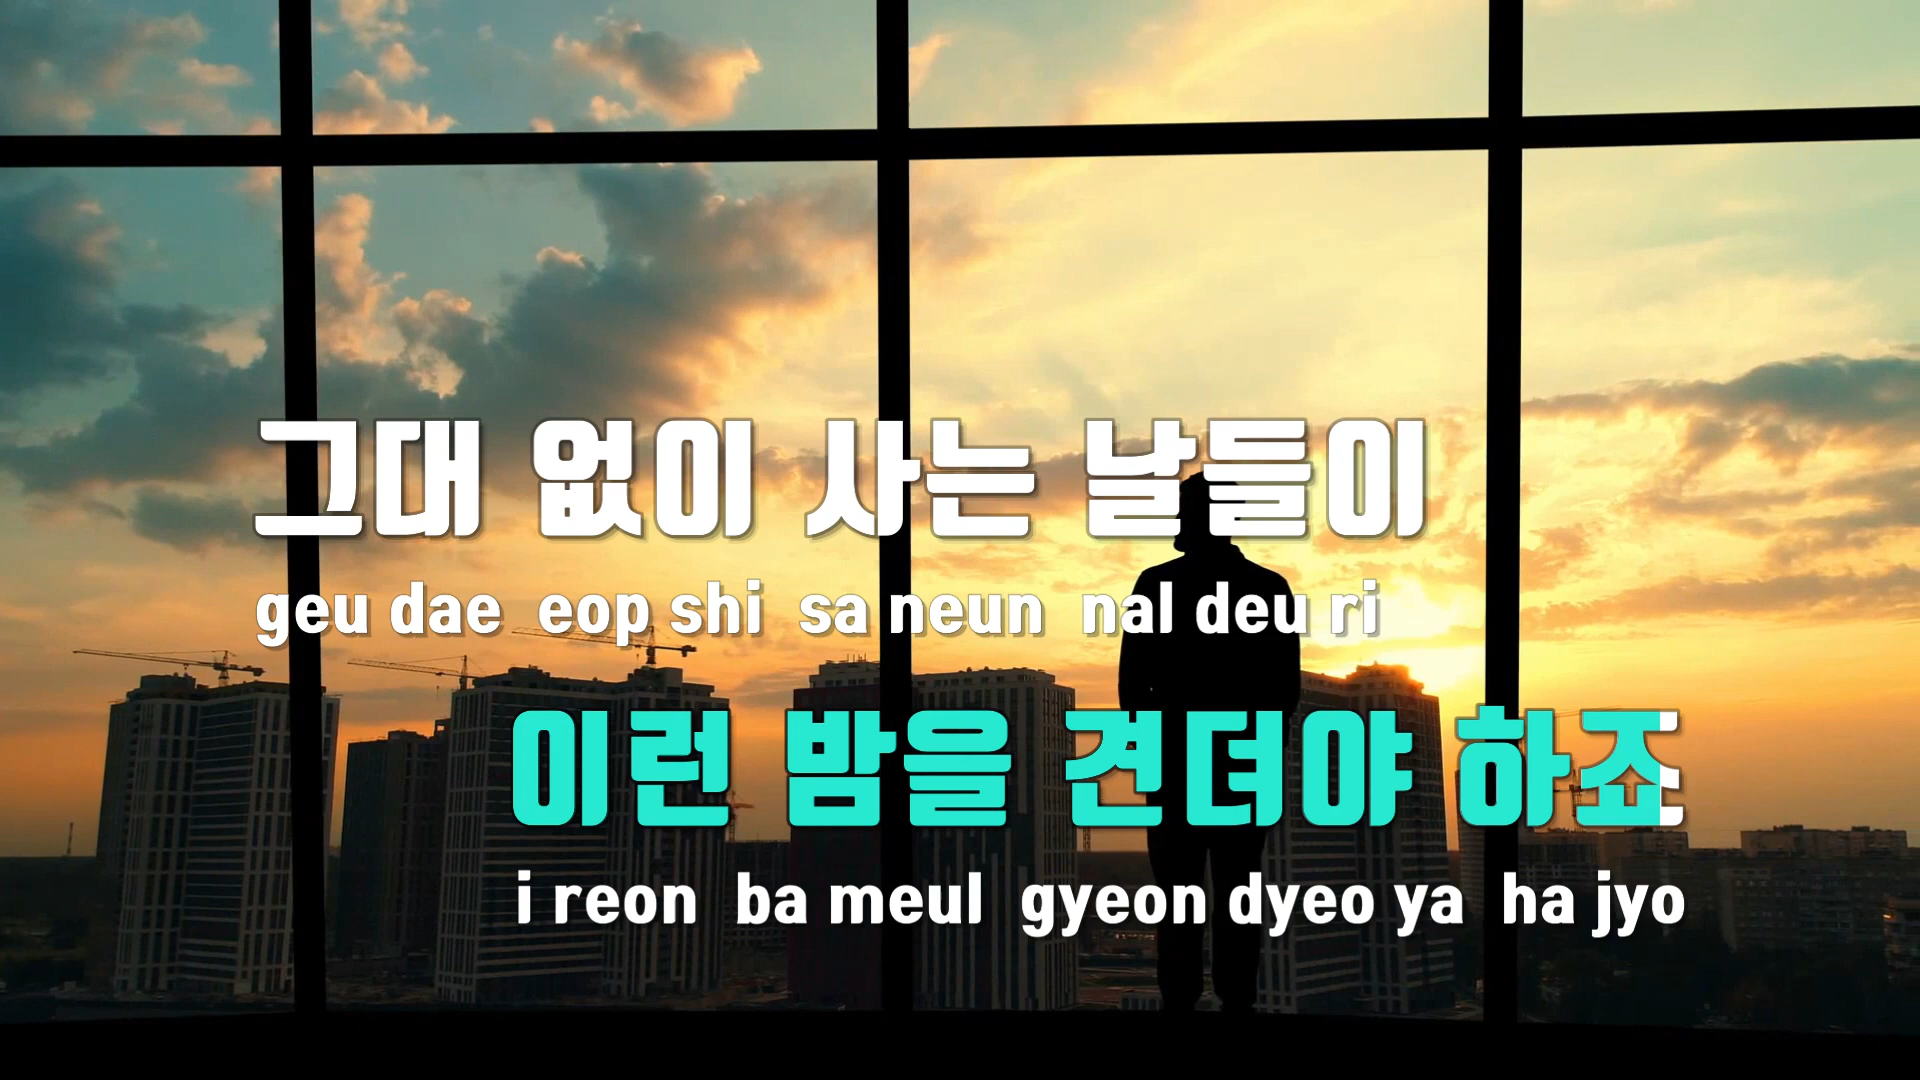 그대 없이 사는 날들이
geu dae eop shi sa neun nal deu ri
이런 밤을 견뎌야 하죠
i reon ba meul gyeon dyeo ya ha jyo